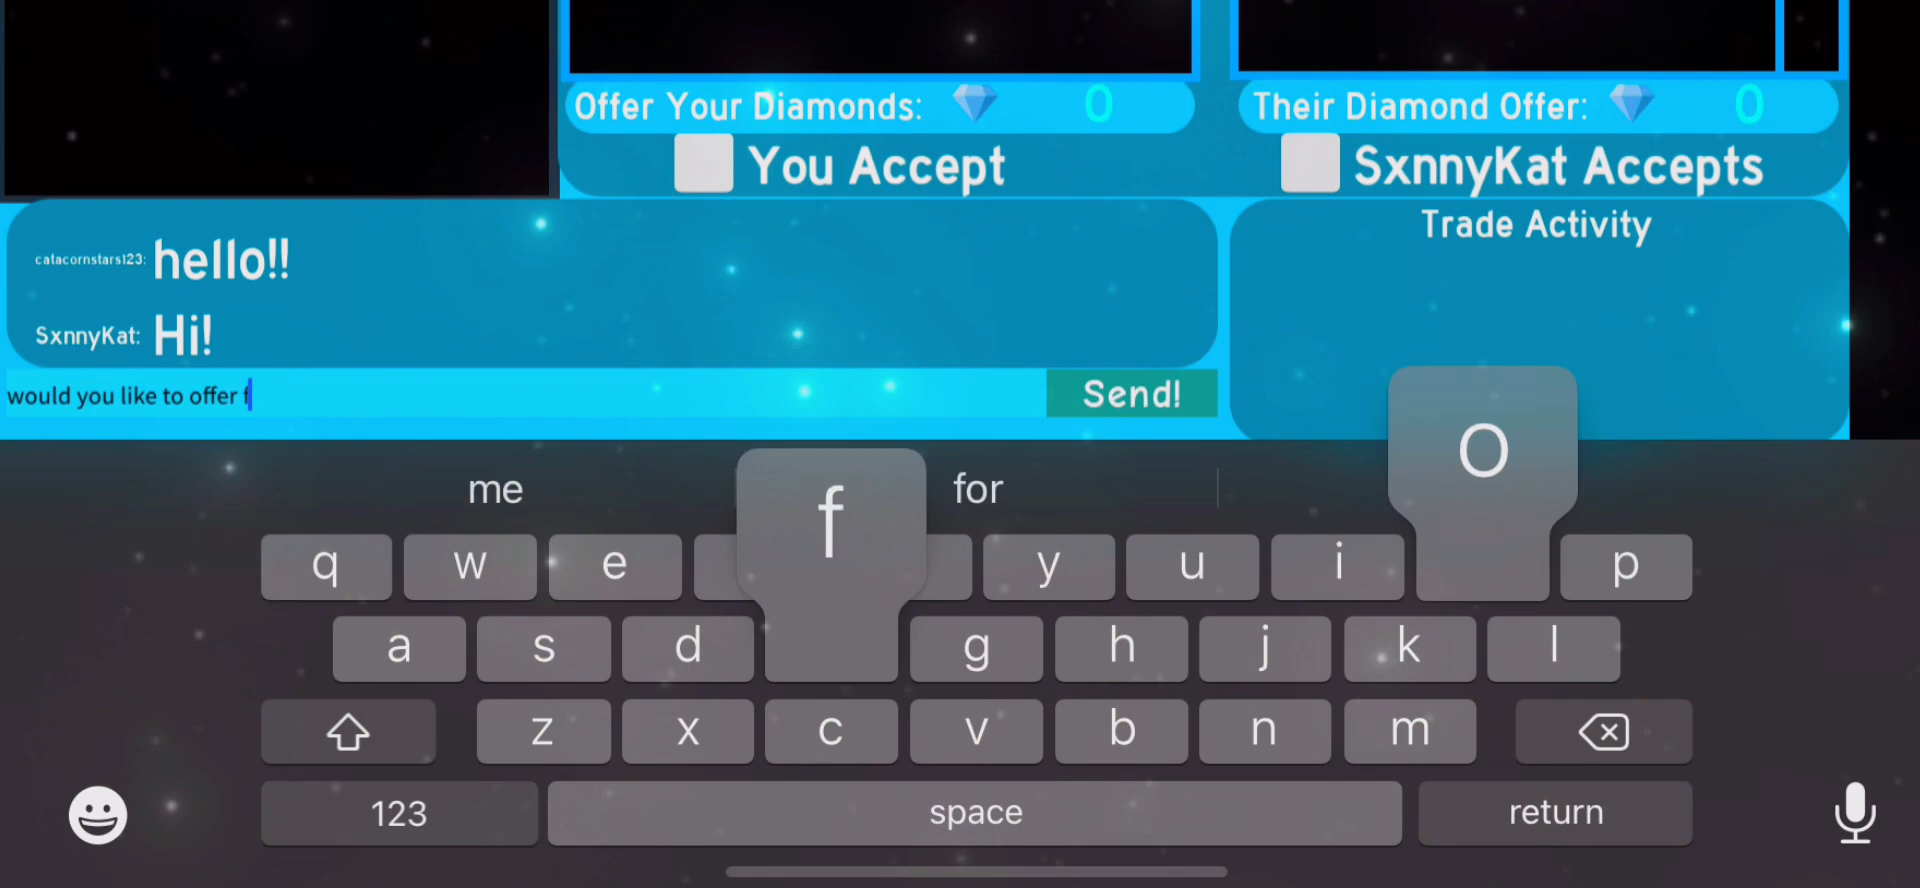 Offer Your Diamonds: 0
Their Diamond Offer: 0
You Accept
SxnnyKat Accepts
Trade Activity
catacornstars123: hello!!
SxnnyKat: Hi!
would you like to offer f
Send!
me
for
f
O
q w e y u i p
a s d g h j k l
z x c v b n m
123
space
return